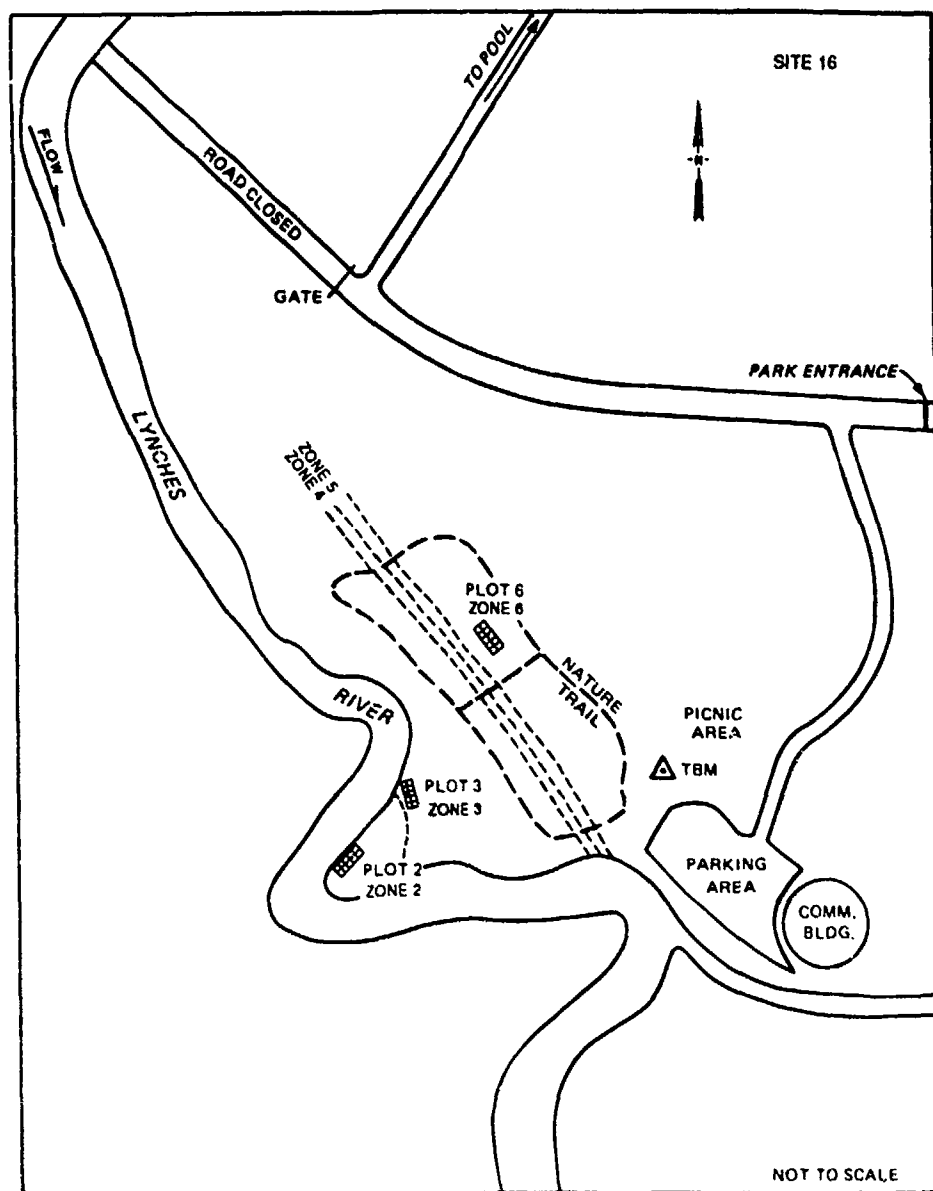 SITE 16
TO POOL
N
FLOW
ROAD CLOSED
GATE
PARK ENTRANCE
LYNCHES
RIVER
ZONE 5
ZONE 4
PLOT 6
ZONE 6
NATURE
TRAIL
PICNIC
AREA
TBM
PLOT 3
ZONE 3
PLOT 2
ZONE 2
PARKING
AREA
COMM.
BLDG.
NOT TO SCALE